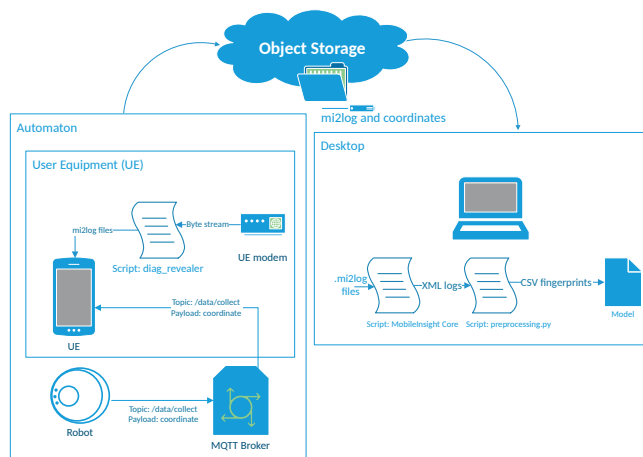 Object Storage
mi2log and coordinates
Automaton
User Equipment (UE)
mi2log files
Byte stream
UE modem
Script: diag_revealer
Topic: /data/collect
Payload: coordinate
UE
Robot
Topic: /data/collect
Payload: coordinate
MQTT Broker
Desktop
.mi2log
files
XML logs
CSV fingerprints
Script: MobileInsight Core
Script: preprocessing.py
Model